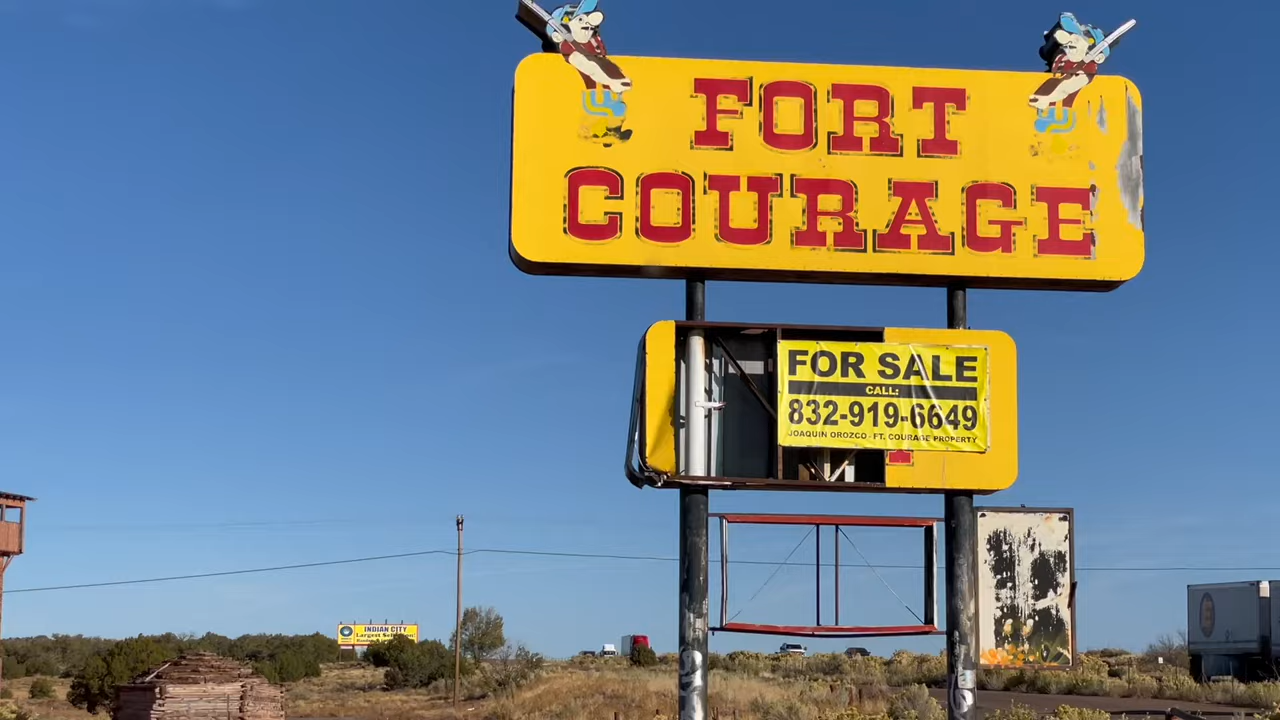 FORT
COURAGE
FOR SALE
CALL:
832-919-6649
JOAQUIN OROZCO - FT. COURAGE PROPERTY
INDIAN CITY
Largest Selection!